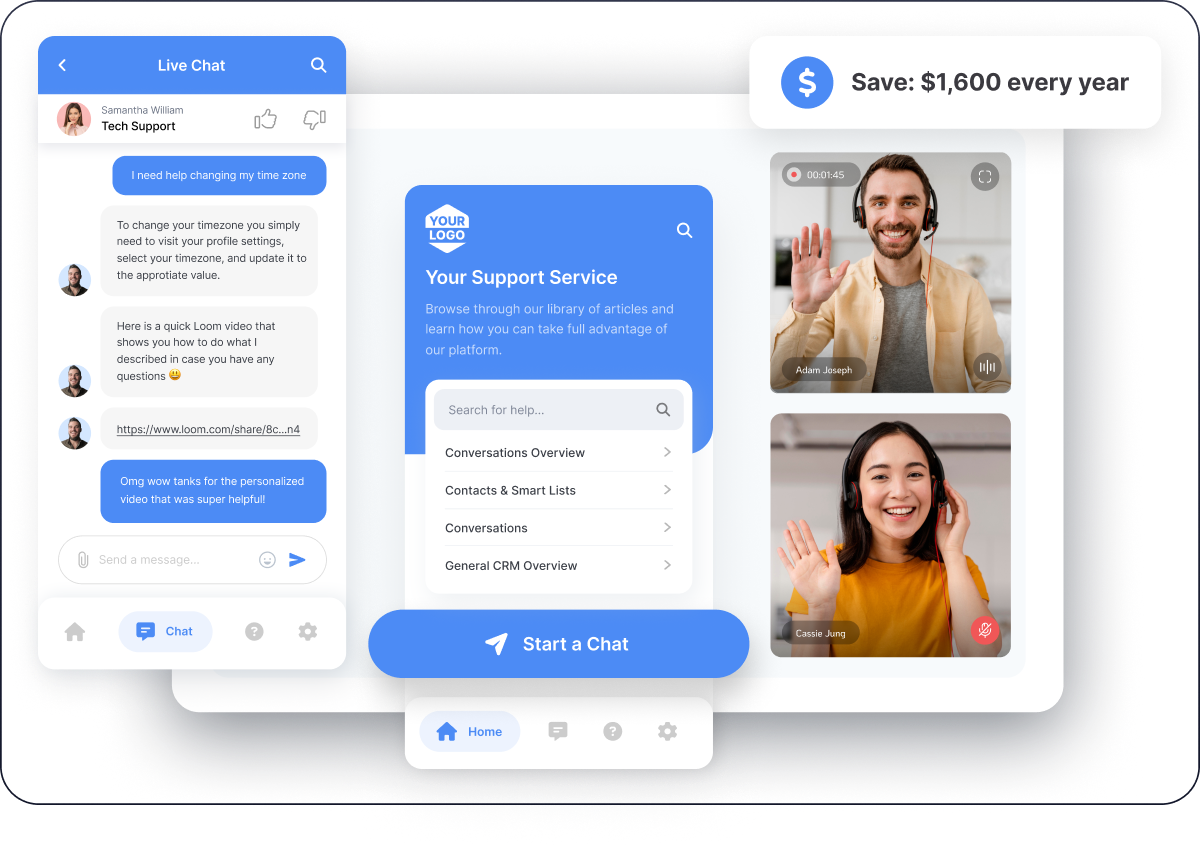 Live Chat
Samantha William
Tech Support
I need help changing my time zone
To change your timezone you simply
need to visit your profile settings,
select your timezone, and update it to
the approtiate value.
Here is a quick Loom video that
shows you how to do what I
described in case you have any
questions 😃
https://www.loom.com/share/8c...n4
Omg wow tanks for the personalized
video that was super helpful!
Send a message...
Chat
?
YOUR
LOGO
Your Support Service
Browse through our library of articles and
learn how you can take full advantage of
our platform.
Search for help...
Conversations Overview
Contacts & Smart Lists
Conversations
General CRM Overview
Start a Chat
Home
?
$
Save: $1,600 every year
00:01:45
Adam Joseph
Cassie Jung